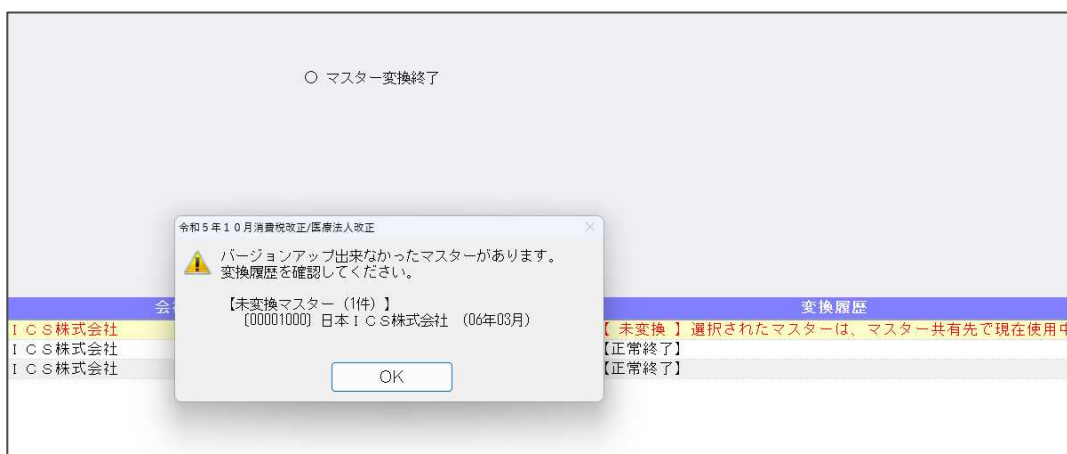 ○ マスター変換終了
令和5年10月消費税改正/医療法人改正
バージョンアップ出来なかったマスターがあります。
変換履歴を確認してください。
【未変換マスター（1件）】
[00001000] 日本ＩＣＳ株式会社 （06年03月）
OK
会 変換履歴
ＩＣＳ株式会社 【 未変換 】選択されたマスターは、マスター共有先で現在使用中
ＩＣＳ株式会社 【正常終了】
ＩＣＳ株式会社 【正常終了】